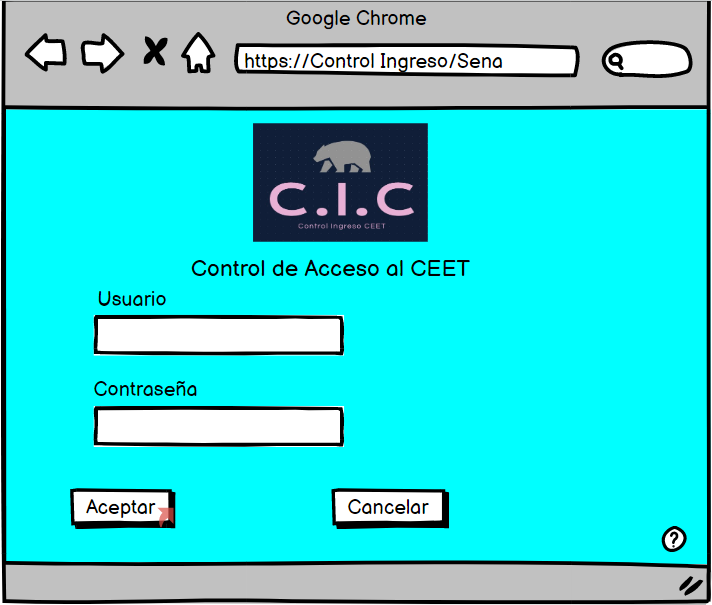 Google Chrome
https://Control Ingreso/Sena
C.I.C
Control Ingreso CEET
Control de Acceso al CEET
Usuario
Contraseña
Aceptar
Cancelar
?